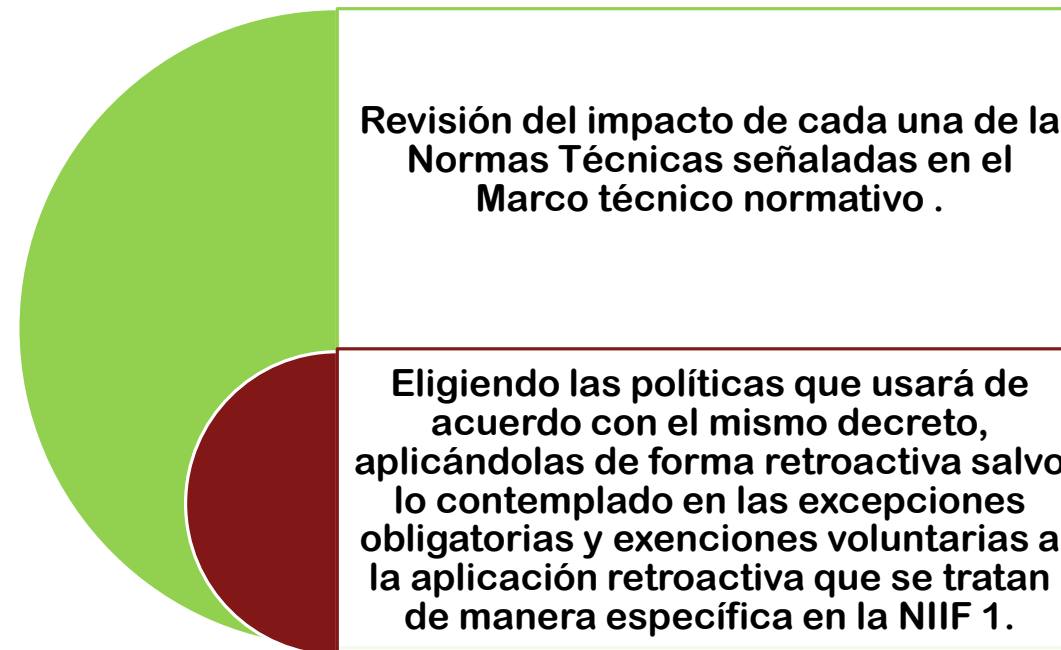 Revisión del impacto de cada una de la
Normas Técnicas señaladas en el
Marco técnico normativo .
Eligiendo las políticas que usará de
acuerdo con el mismo decreto,
aplicándolas de forma retroactiva salvo
lo contemplado en las excepciones
obligatorias y exenciones voluntarias a
la aplicación retroactiva que se tratan
de manera específica en la NIIF 1.